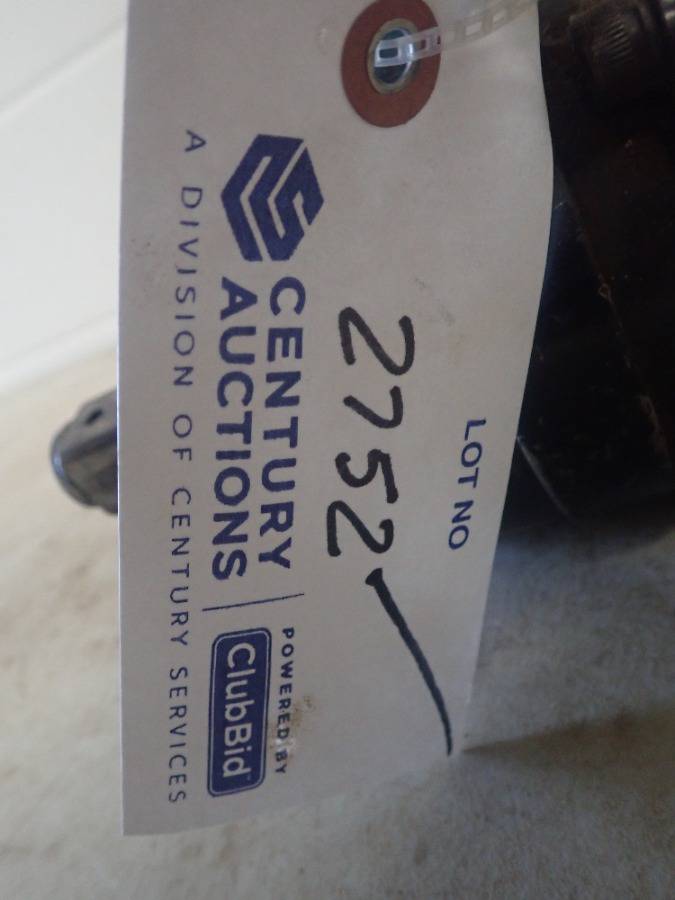 LOT NO
2752
CENTURY
AUCTIONS
POWERED BY
ClubBid
A DIVISION OF CENTURY SERVICES